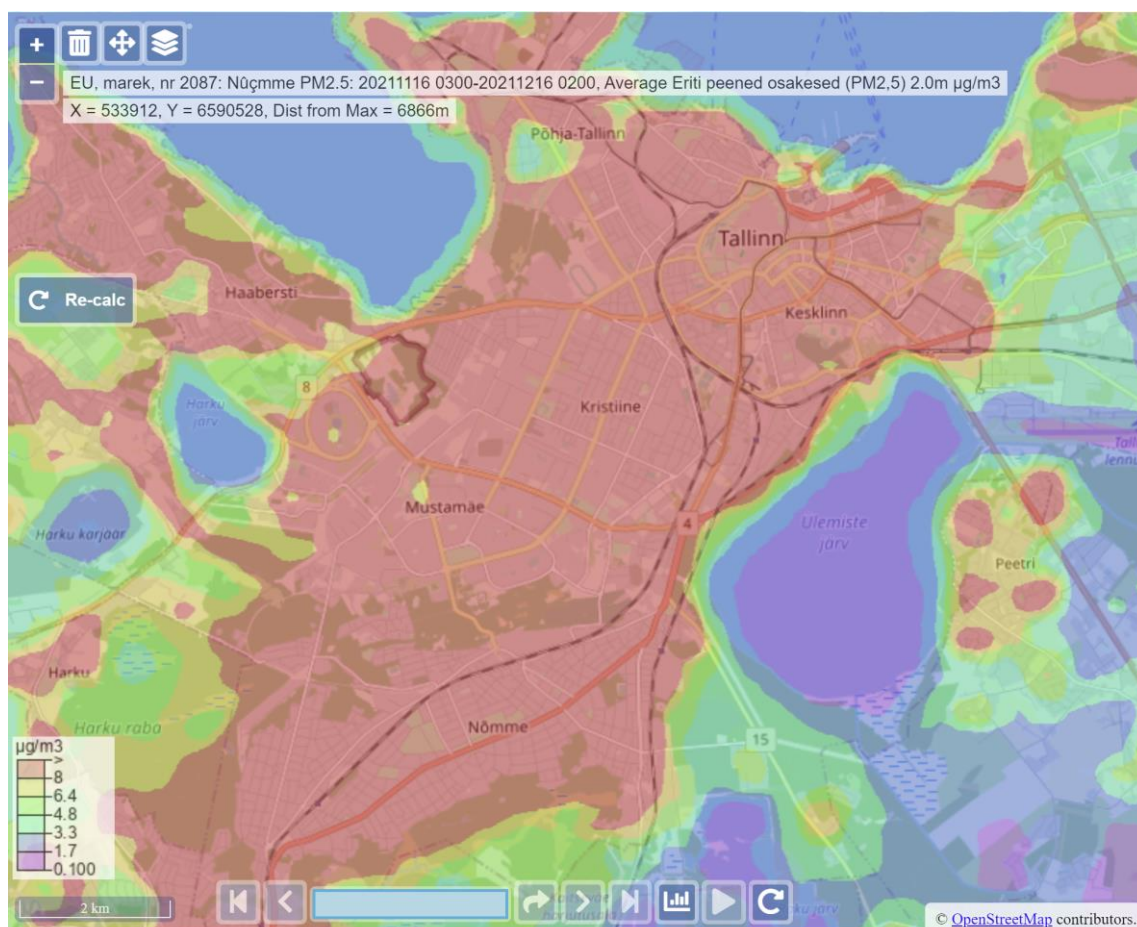 +
−
EU, marek, nr 2087: Nûçmme PM2.5: 20211116 0300-20211216 0200, Average Eriti peened osakesed (PM2,5) 2.0m µg/m3
X = 533912, Y = 6590528, Dist from Max = 6866m
Põhja-Tallinn
Tallinn
Re-calc
Haabersti
Kesklinn
8
Harku
järv
Kristiine
Mustamäe
4
Ülemiste
järv
Harku karjäär
Peetri
Harku
Harku raba
Nõmme
15
µg/m3
>
8
6.4
4.8
3.3
1.7
0.100
2 km
© OpenStreetMap contributors.